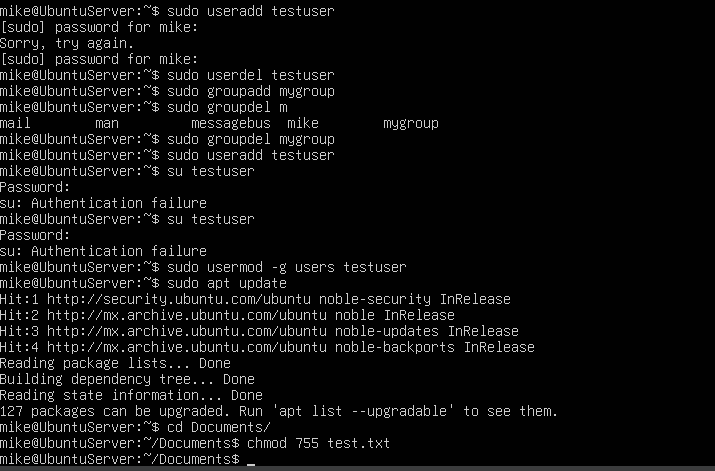 mike@UbuntuServer:~$ sudo useradd testuser
[sudo] password for mike:
Sorry, try again.
[sudo] password for mike:
mike@UbuntuServer:~$ sudo userdel testuser
mike@UbuntuServer:~$ sudo groupadd mygroup
mike@UbuntuServer:~$ sudo groupdel m
mail        man         messagebus  mike        mygroup
mike@UbuntuServer:~$ sudo groupdel mygroup
mike@UbuntuServer:~$ sudo useradd testuser
mike@UbuntuServer:~$ su testuser
Password:
su: Authentication failure
mike@UbuntuServer:~$ su testuser
Password:
su: Authentication failure
mike@UbuntuServer:~$ sudo usermod -g users testuser
mike@UbuntuServer:~$ sudo apt update
Hit:1 http://security.ubuntu.com/ubuntu noble-security InRelease
Hit:2 http://mx.archive.ubuntu.com/ubuntu noble InRelease
Hit:3 http://mx.archive.ubuntu.com/ubuntu noble-updates InRelease
Hit:4 http://mx.archive.ubuntu.com/ubuntu noble-backports InRelease
Reading package lists... Done
Building dependency tree... Done
Reading state information... Done
127 packages can be upgraded. Run 'apt list --upgradable' to see them.
mike@UbuntuServer:~$ cd Documents/
mike@UbuntuServer:~/Documents$ chmod 755 test.txt
mike@UbuntuServer:~/Documents$ _